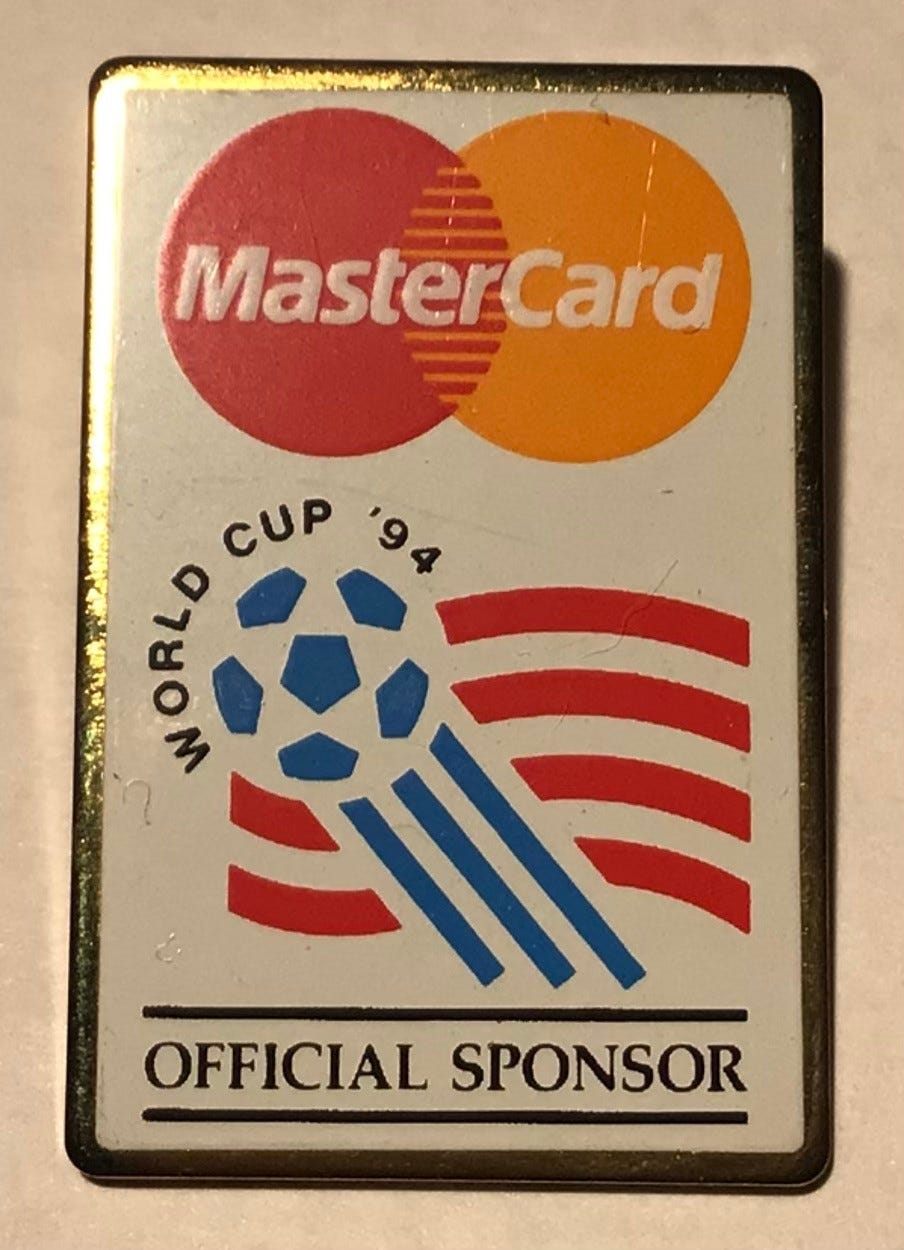 MasterCard
WORLD CUP '94
OFFICIAL SPONSOR